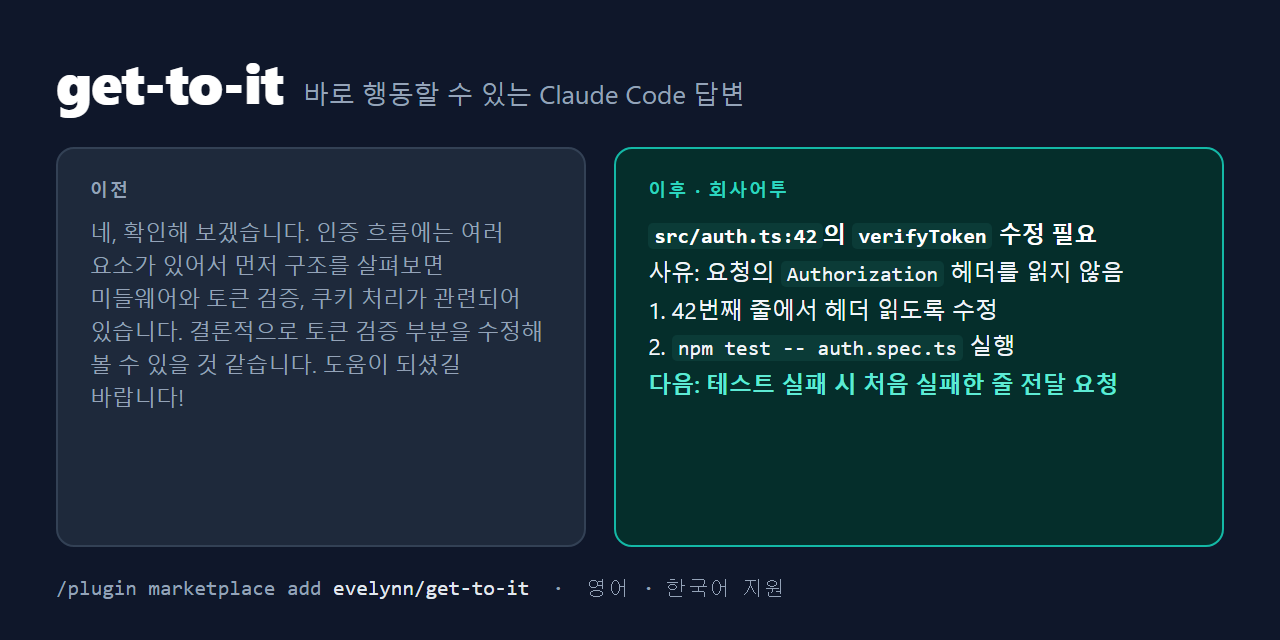 get-to-it 바로 행동할 수 있는 Claude Code 답변
이전
네, 확인해 보겠습니다. 인증 흐름에는 여러
요소가 있어서 먼저 구조를 살펴보면
미들웨어와 토큰 검증, 쿠키 처리가 관련되어
있습니다. 결론적으로 토큰 검증 부분을 수정해
볼 수 있을 것 같습니다. 도움이 되셨길
바랍니다!
이후 · 회사어투
src/auth.ts:42의 verifyToken 수정 필요
사유: 요청의 Authorization 헤더를 읽지 않음
1. 42번째 줄에서 헤더 읽도록 수정
2. npm test -- auth.spec.ts 실행
다음: 테스트 실패 시 처음 실패한 줄 전달 요청
/plugin marketplace add evelynn/get-to-it · 영어 · 한국어 지원